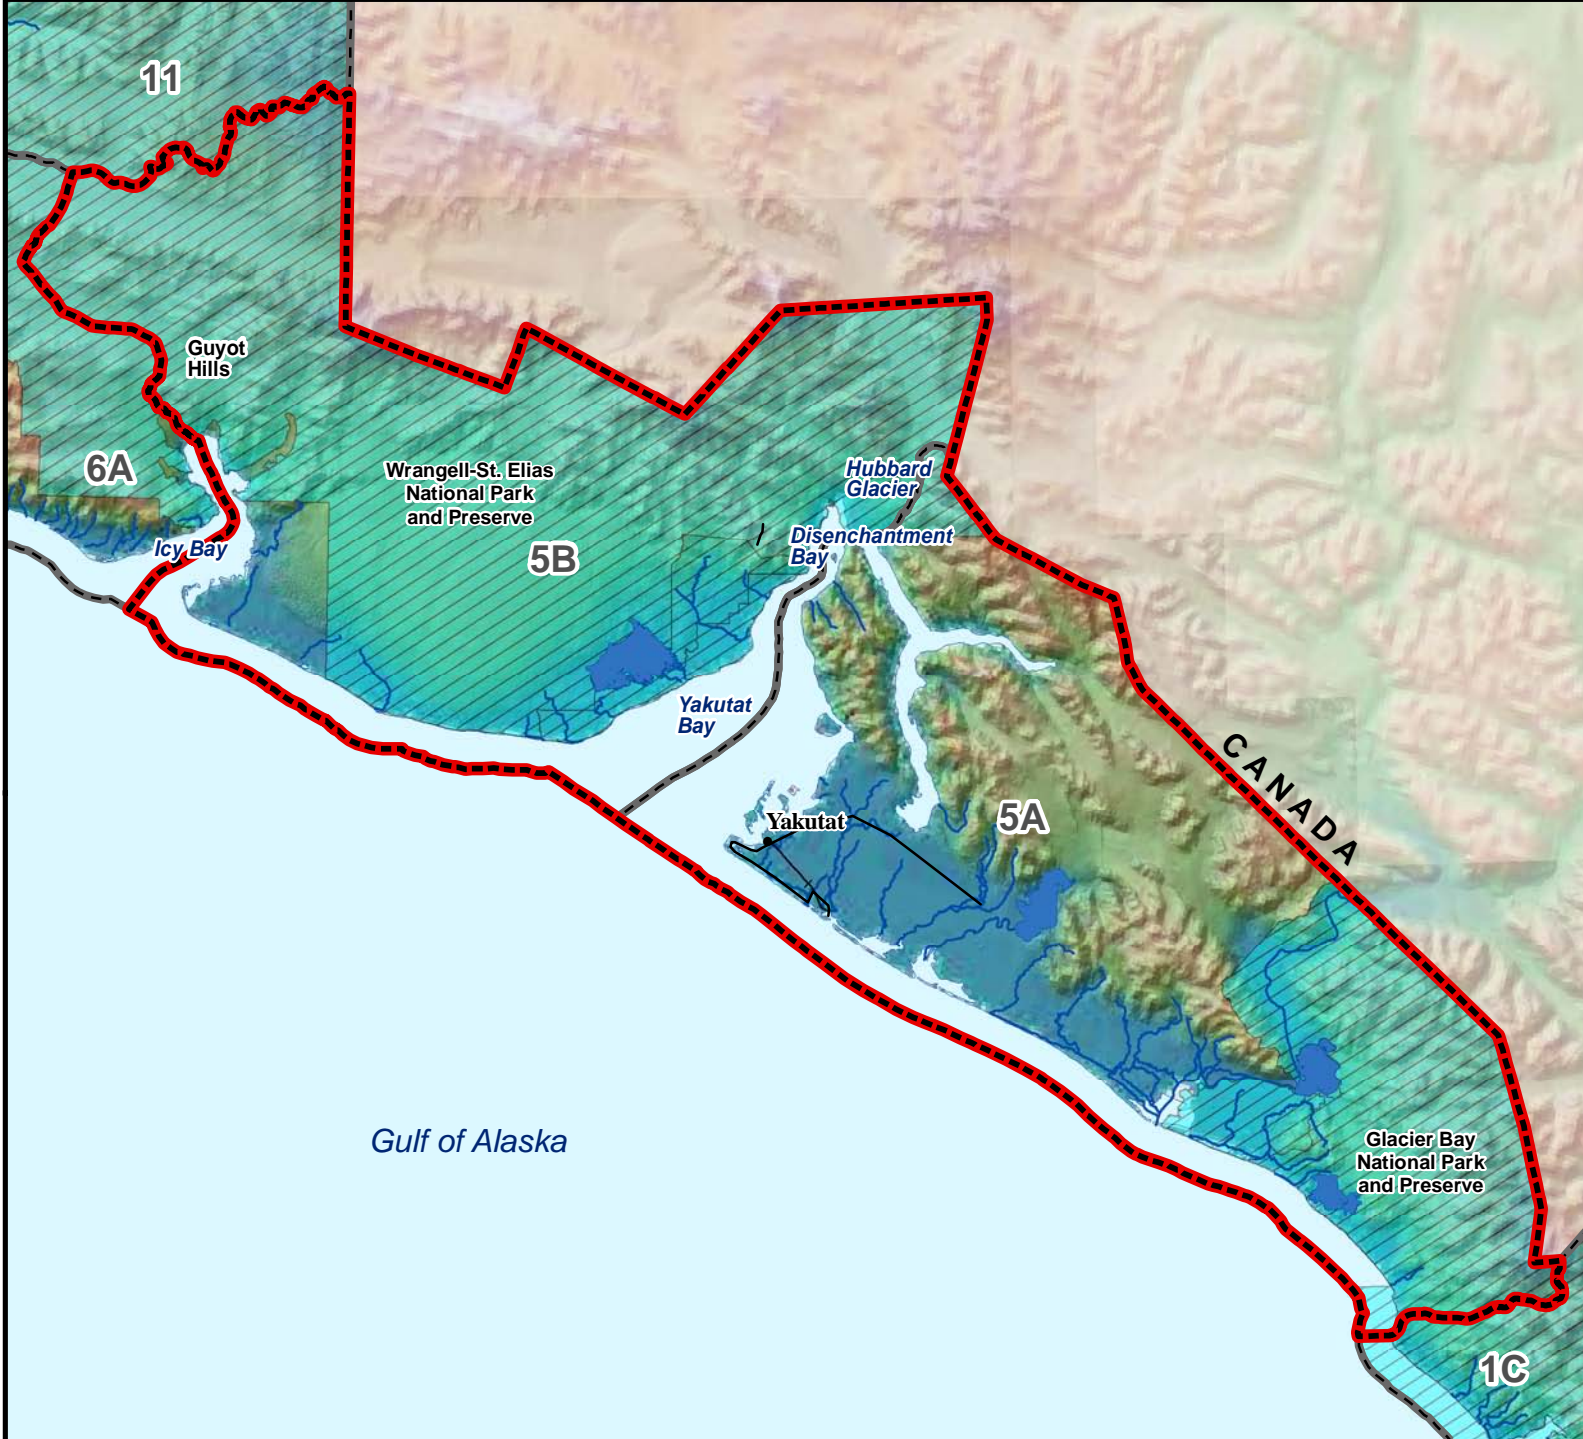 11
Guyot
Hills
6A
Wrangell-St. Elias
National Park
and Preserve
Hubbard
Glacier
Icy Bay
5B
Disenchantment
Bay
Yakutat
Bay
CANADA
5A
Yakutat
Gulf of Alaska
Glacier Bay
National Park
and Preserve
1C